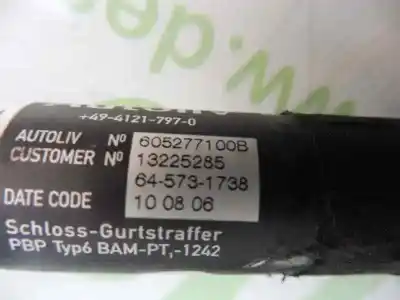 +49-4121-797-0
AUTOLIV Nº 605277100B
CUSTOMER Nº 13225285
64-573-1738
DATE CODE 10 08 06
Schloss-Gurtstraffer
PBP Typ6 BAM-PT,-1242